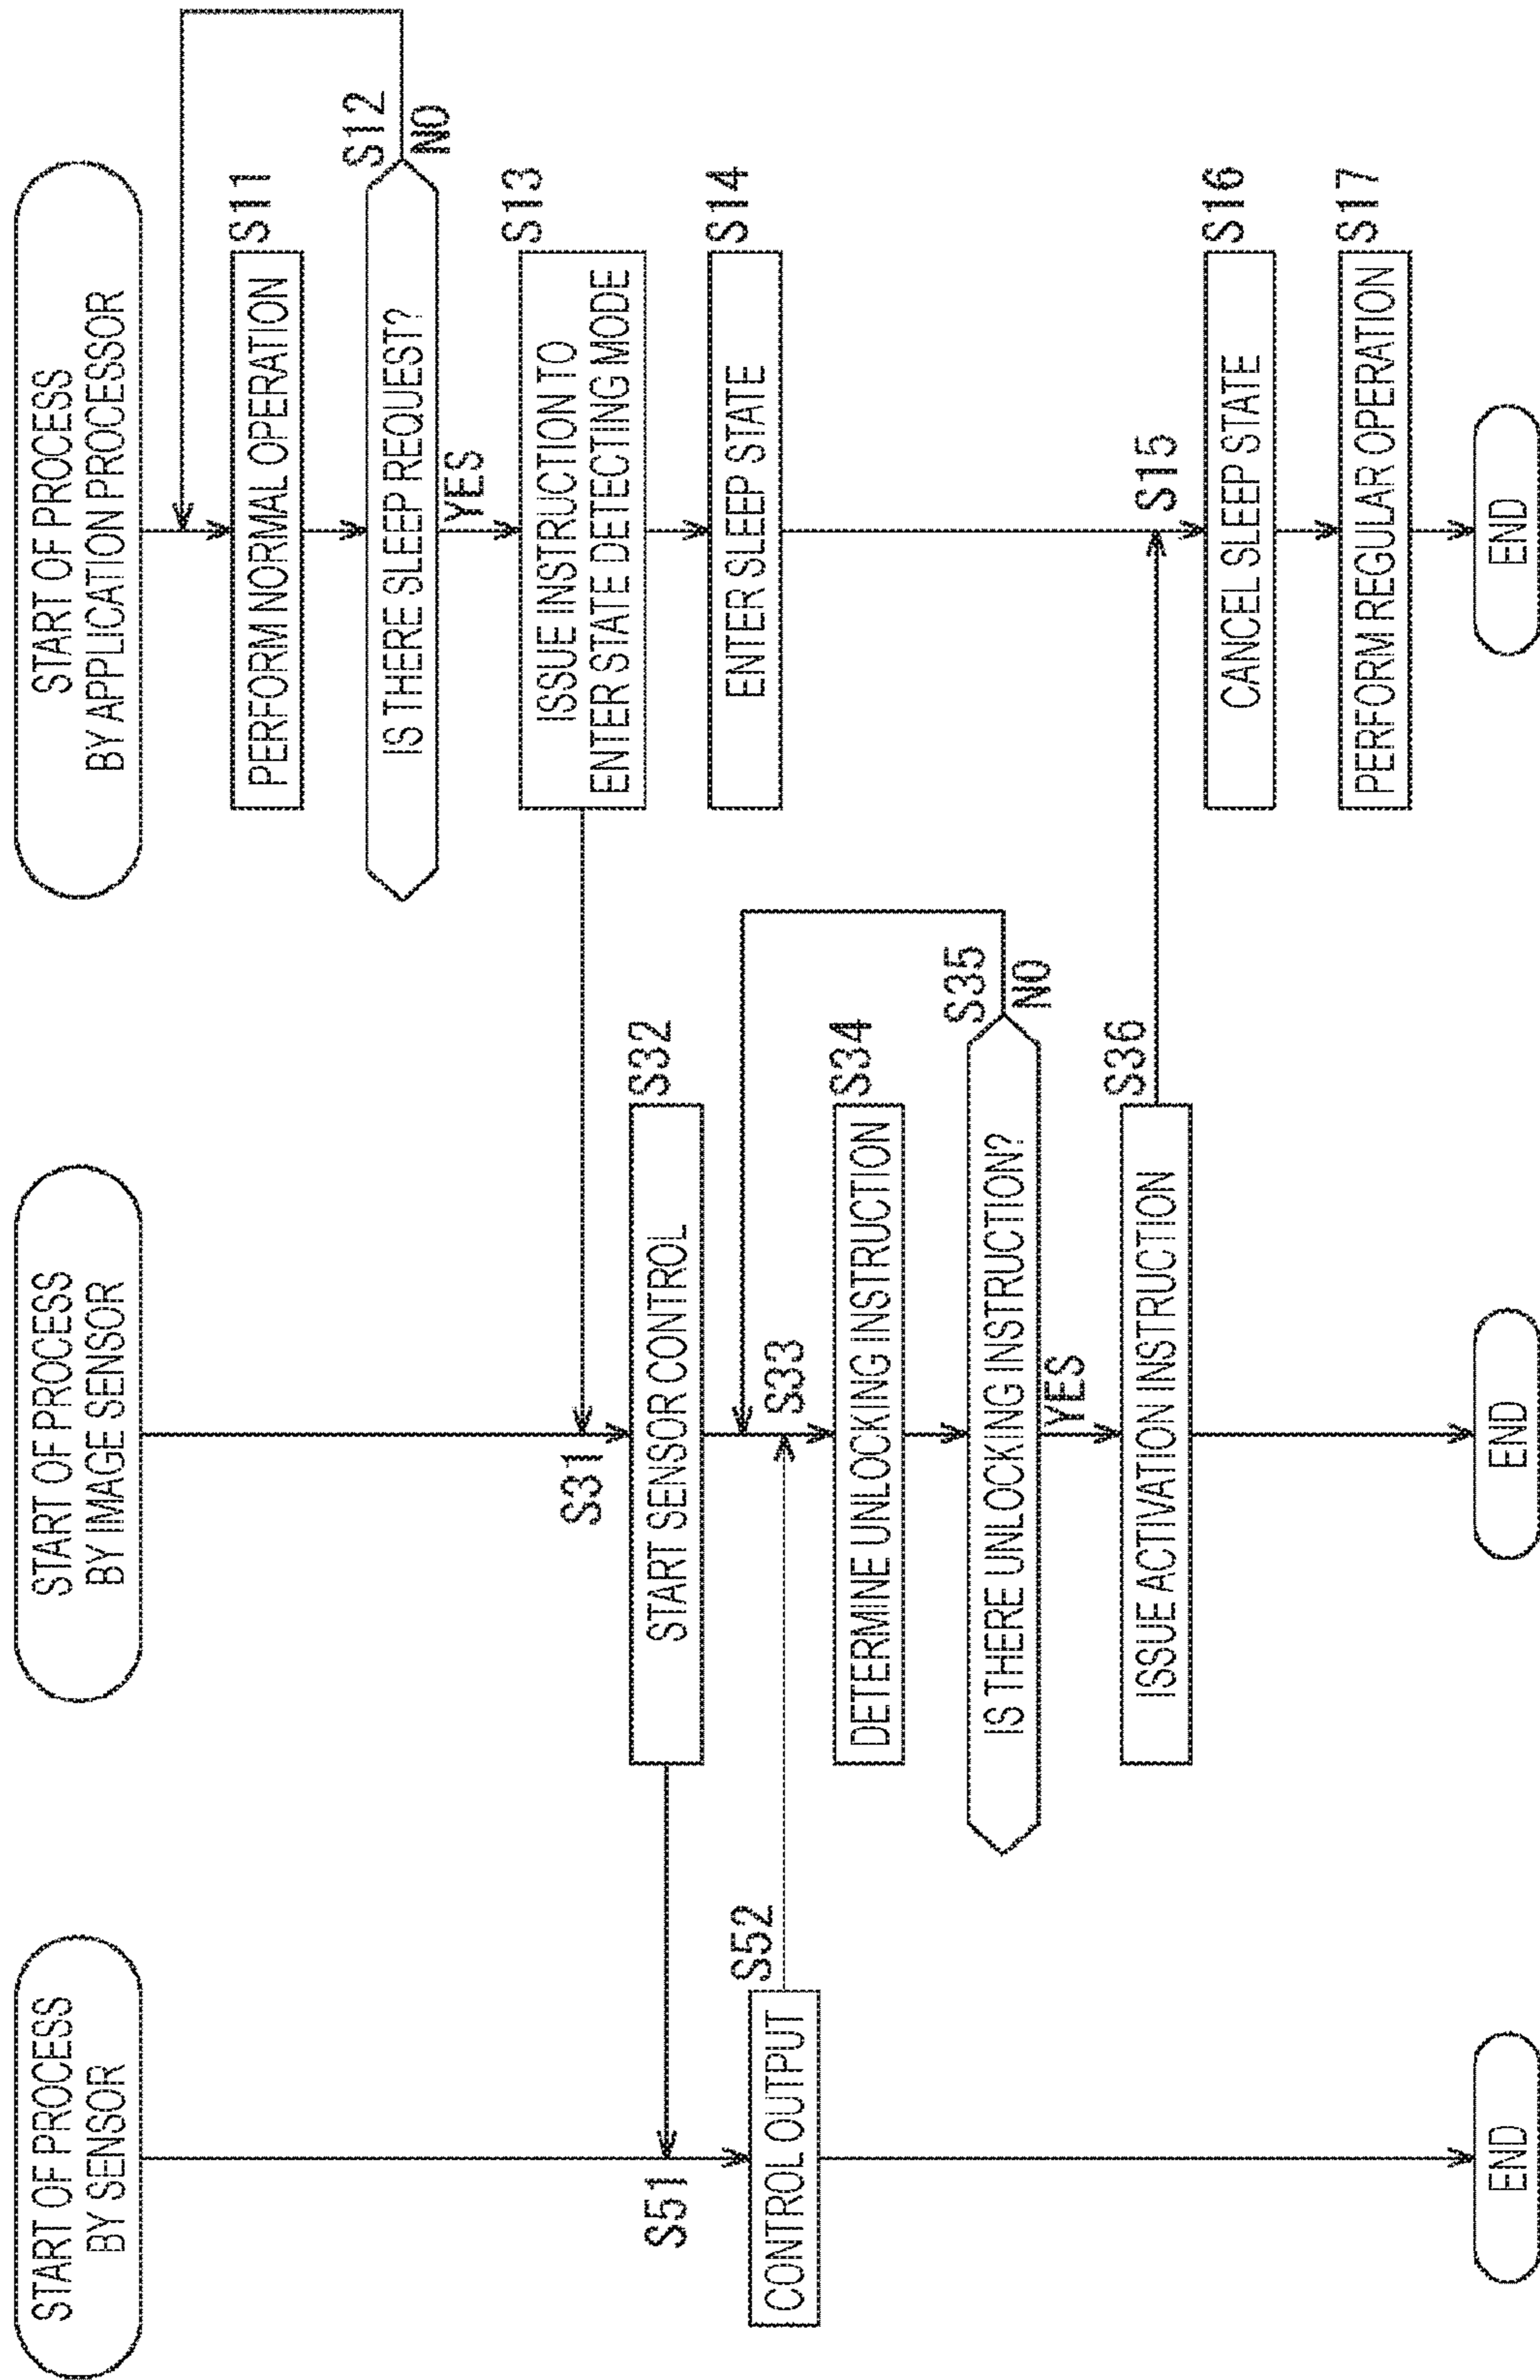 START OF PROCESS
BY SENSOR
S51
CONTROL OUTPUT
S52
END
START OF PROCESS
BY IMAGE SENSOR
S31
START SENSOR CONTROL
S32
S33
DETERMINE UNLOCKING INSTRUCTION
S34
IS THERE UNLOCKING INSTRUCTION?
S35
NO
YES
ISSUE ACTIVATION INSTRUCTION
S36
END
START OF PROCESS
BY APPLICATION PROCESSOR
PERFORM NORMAL OPERATION
S11
IS THERE SLEEP REQUEST?
S12
NO
YES
ISSUE INSTRUCTION TO
ENTER STATE DETECTING MODE
S13
ENTER SLEEP STATE
S14
S15
CANCEL SLEEP STATE
S16
PERFORM REGULAR OPERATION
S17
END